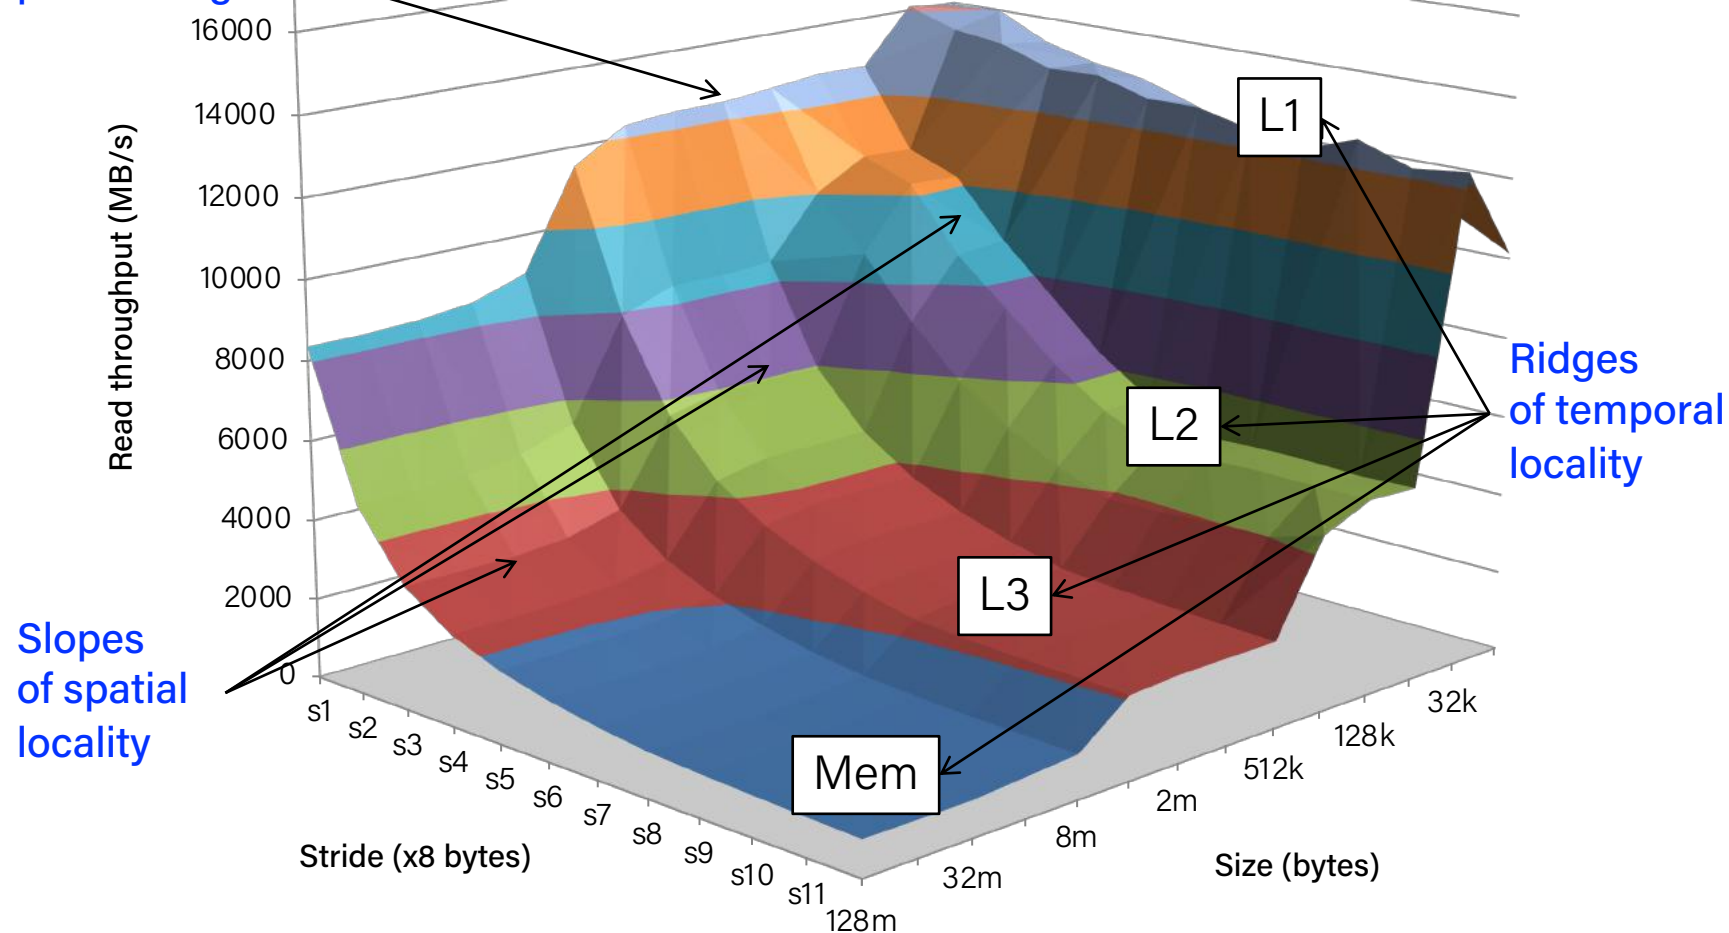 16000
14000
12000
10000
8000
6000
4000
2000
0
Read throughput (MB/s)
L1
L2
L3
Mem
Ridges
of temporal
locality
Slopes
of spatial
locality
s1
s2
s3
s4
s5
s6
s7
s8
s9
s10
s11
Stride (x8 bytes)
128m
32m
8m
2m
512k
128k
32k
Size (bytes)